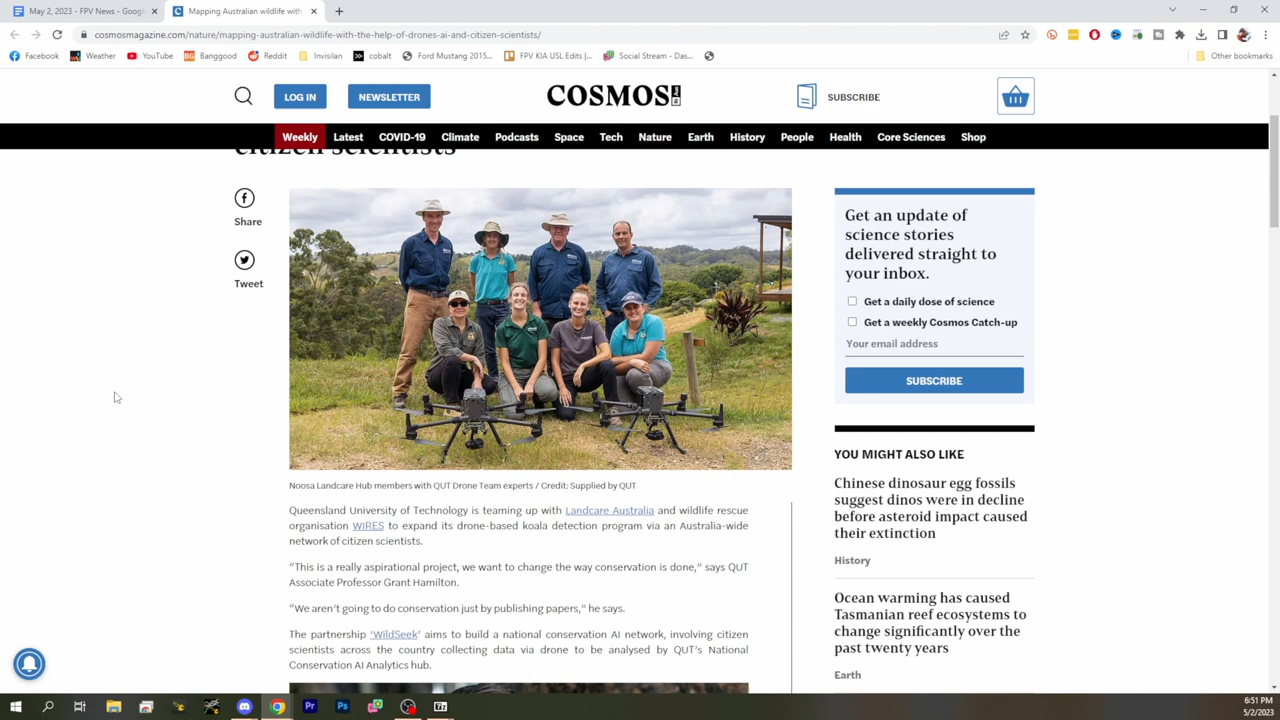 May 2, 2023 - FPV News - Googl
Mapping Australian wildlife with
cosmosmagazine.com/nature/mapping-australian-wildlife-with-the-help-of-drones-ai-and-citizen-scientists/
Facebook
Weather
YouTube
Banggood
Reddit
Invisilan
cobalt
Ford Mustang 2015...
FPV KIA USL Edits |...
Social Stream - Das...
Other bookmarks
LOG IN
NEWSLETTER
COSMOS
SUBSCRIBE
Weekly
Latest
COVID-19
Climate
Podcasts
Space
Tech
Nature
Earth
History
People
Health
Core Sciences
Shop
citizen scientists
Share
Tweet
Noosa Landcare Hub members with QUT Drone Team experts / Credit: Supplied by QUT
Queensland University of Technology is teaming up with Landcare Australia and wildlife rescue
organisation WIRES to expand its drone-based koala detection program via an Australia-wide
network of citizen scientists.
“This is a really aspirational project, we want to change the way conservation is done,” says QUT
Associate Professor Grant Hamilton.
“We aren’t going to do conservation just by publishing papers,” he says.
The partnership ‘WildSeek’ aims to build a national conservation AI network, involving citizen
scientists across the country collecting data via drone to be analysed by QUT’s National
Conservation AI Analytics hub.
Get an update of
science stories
delivered straight to
your inbox.
Get a daily dose of science
Get a weekly Cosmos Catch-up
Your email address
SUBSCRIBE
YOU MIGHT ALSO LIKE
Chinese dinosaur egg fossils
suggest dinos were in decline
before asteroid impact caused
their extinction
History
Ocean warming has caused
Tasmanian reef ecosystems to
change significantly over the
past twenty years
Earth
6:51 PM
5/2/2023